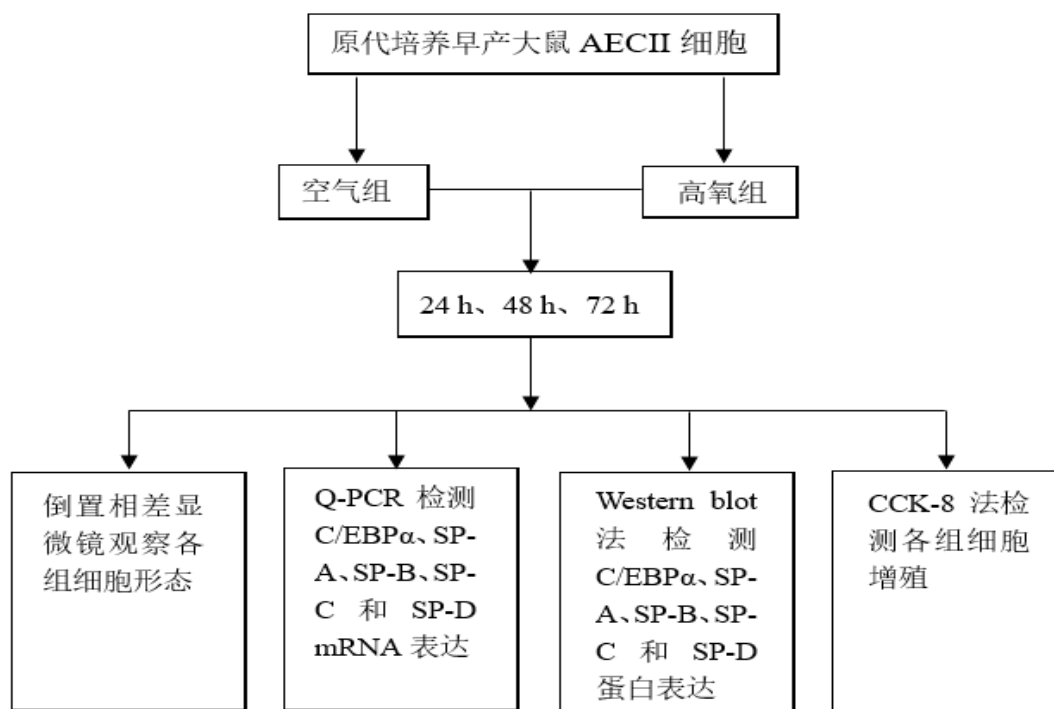 原代培养早产大鼠 AECII 细胞
空气组
高氧组
24 h、48 h、72 h
倒置相差显
微镜观察各
组细胞形态
Q-PCR 检测
C/EBPα、SP-
A、SP-B、SP-
C 和 SP-D
mRNA 表达
Western blot
法检测
C/EBPα、SP-
A、SP-B、SP-
C 和 SP-D
蛋白表达
CCK-8 法检
测各组细胞
增殖